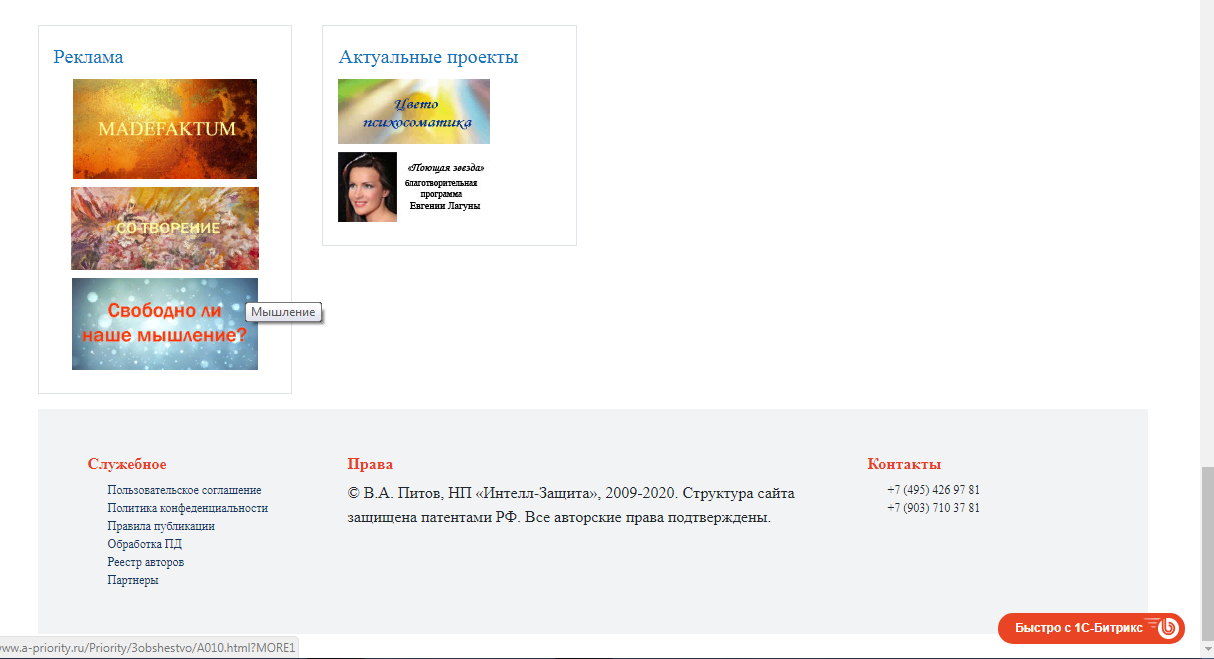 Реклама
MADEFAKTUM
СО-ТВОРЕНИЕ
Свободно ли
наше мышление?
Мышление
Актуальные проекты
Цвето
психосоматика
«Поющая звезда»
благотворительная
программа
Евгении Лагуны
Служебное
Пользовательское соглашение
Политика конфеденциальности
Правила публикации
Обработка ПД
Реестр авторов
Партнеры
Права
© В.А. Питов, НП «Интелл-Защита», 2009-2020. Структура сайта
защищена патентами РФ. Все авторские права подтверждены.
Контакты
+7 (495) 426 97 81
+7 (903) 710 37 81
Быстро с 1С-Битрикс
www.a-priority.ru/Priority/3obshestvo/A010.html?MORE1